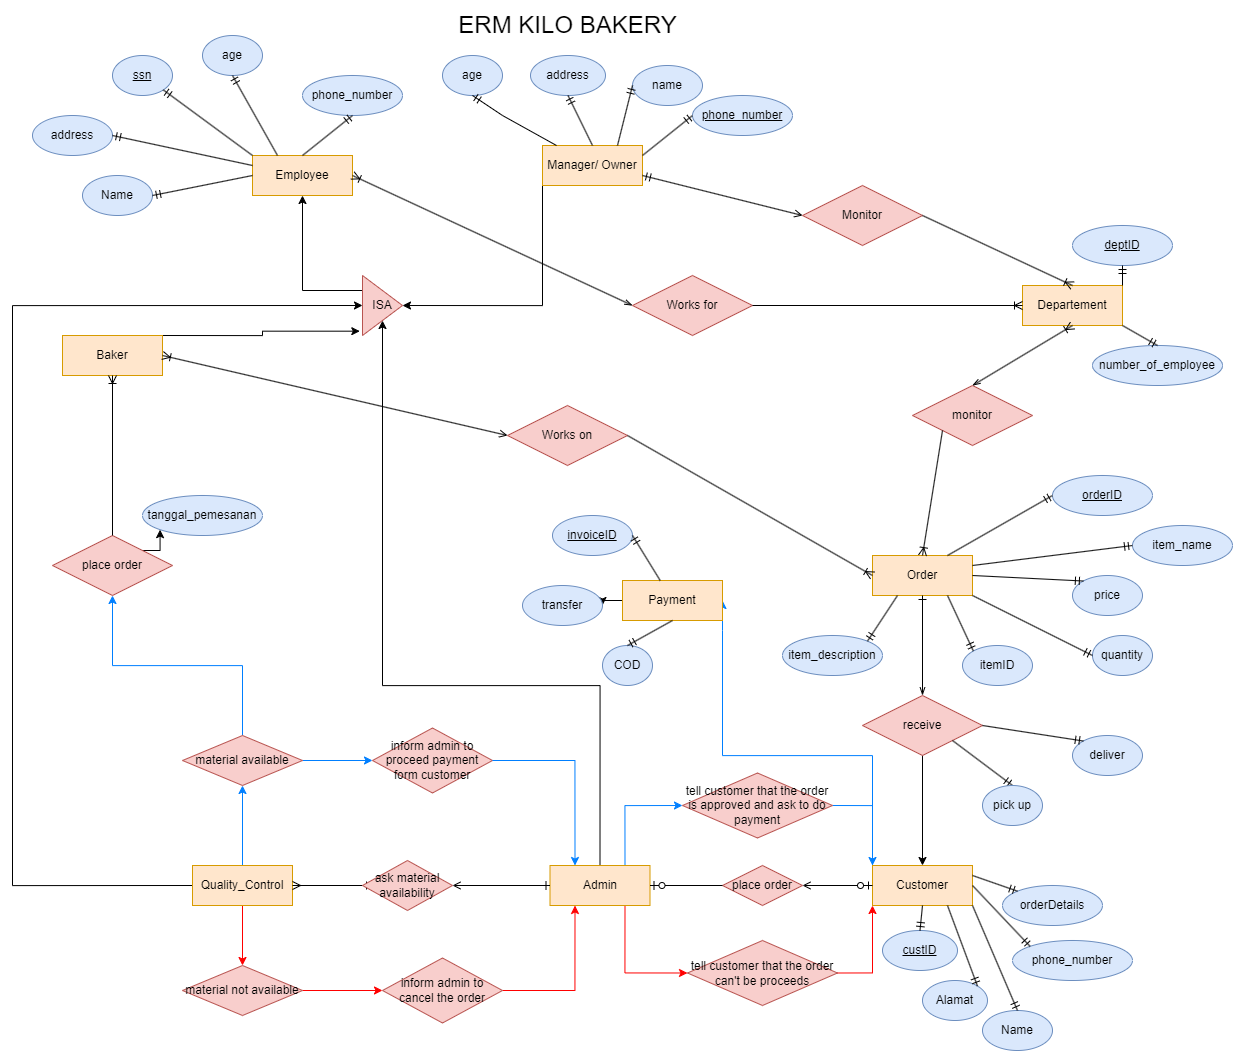 ERM KILO BAKERY
ssn
age
phone_number
address
Name
Employee
age
address
name
phone_number
Manager/ Owner
Monitor
deptID
ISA
Works for
Departement
number_of_employee
Baker
Works on
monitor
tanggal_pemesanan
place order
invoiceID
transfer
Payment
COD
orderID
item_name
Order
price
item_description
itemID
quantity
receive
deliver
pick up
material available
inform admin to
proceed payment
form customer
tell customer that the order
is approved and ask to do
payment
Quality_Control
ask material
availability
Admin
place order
Customer
orderDetails
custID
phone_number
Alamat
Name
material not available
inform admin to
cancel the order
tell customer that the order
can't be proceeds